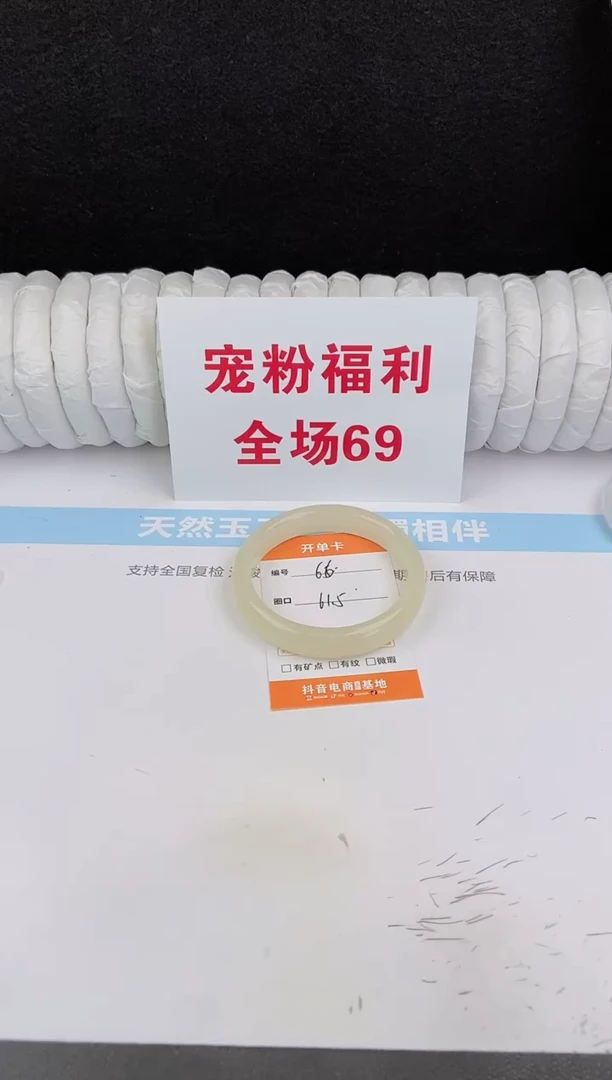 宠粉福利
全场69
天然玉 相伴
支持全国复检 后有保障
开单卡
编号 66
圈口 61.5
□有矿点 □有纹 □微瑕
抖音电商 基地